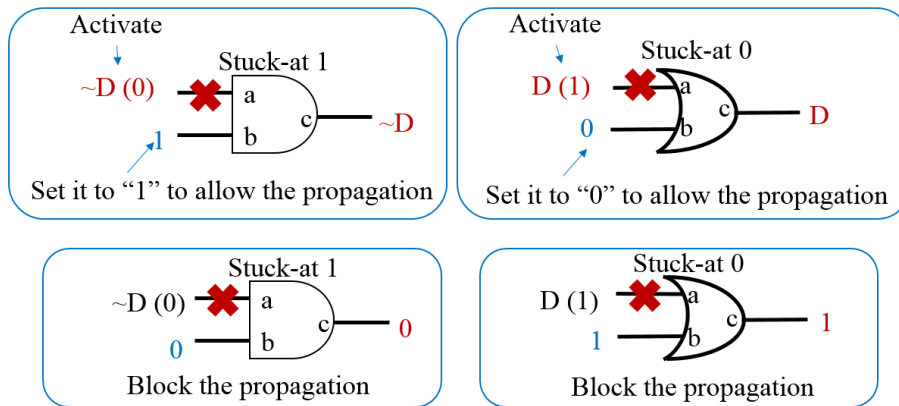 Activate
Stuck-at 1
~D (0)
a
c
~D
1
b
Set it to “1” to allow the propagation
Activate
Stuck-at 0
D (1)
a
c
D
0
b
Set it to “0” to allow the propagation
Stuck-at 1
~D (0)
a
c
0
0
b
Block the propagation
Stuck-at 0
D (1)
a
c
1
1
b
Block the propagation